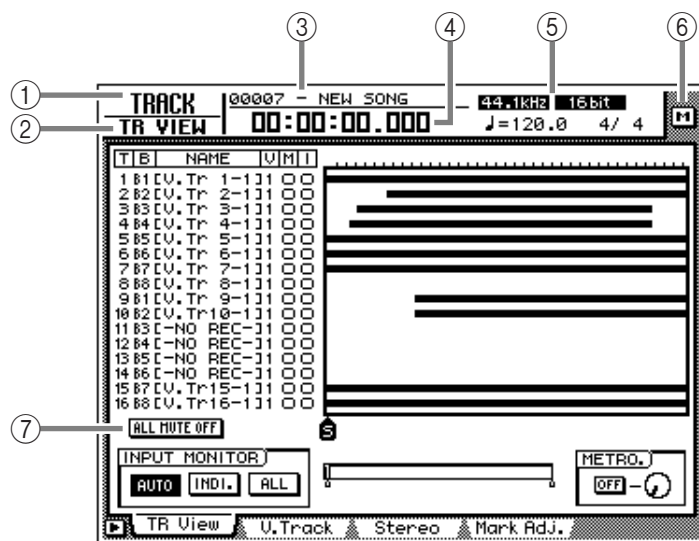 ③ ④ ⑤ ⑥
① TRACK 00007 - NEW SONG 44.1kHz 16bit M
② TR VIEW 00:00:00.000 ♩=120.0 4/ 4
T B NAME V M I
1 B1[V.Tr 1-1]1
2 B2[V.Tr 2-1]1
3 B3[V.Tr 3-1]1
4 B4[V.Tr 4-1]1
5 B5[V.Tr 5-1]1
6 B6[V.Tr 6-1]1
7 B7[V.Tr 7-1]1
8 B8[V.Tr 8-1]1
9 B1[V.Tr 9-1]1
10 B2[V.Tr10-1]1
11 B3[-NO REC-]1
12 B4[-NO REC-]1
13 B5[-NO REC-]1
14 B6[-NO REC-]1
15 B7[V.Tr15-1]1
16 B8[V.Tr16-1]1
⑦ ALL MUTE OFF S
INPUT MONITOR METRO.
AUTO INDI. ALL OFF
TR View V.Track Stereo Mark Adj.